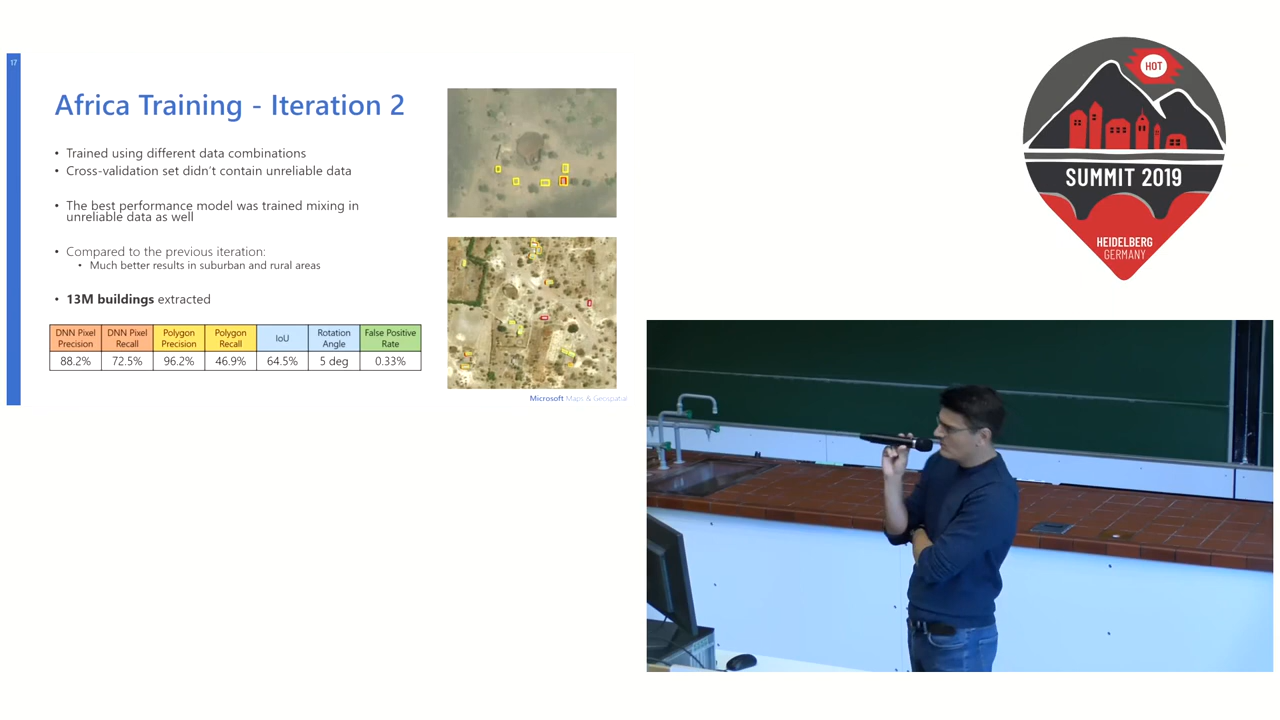 17
Africa Training - Iteration 2
• Trained using different data combinations
• Cross-validation set didn't contain unreliable data
• The best performance model was trained mixing in
unreliable data as well
• Compared to the previous iteration:
• Much better results in suburban and rural areas
• 13M buildings extracted
DNN Pixel Precision DNN Pixel Recall Polygon Precision Polygon Recall IoU Rotation Angle False Positive Rate
88.2% 72.5% 96.2% 46.9% 64.5% 5 deg 0.33%
Microsoft Maps & Geospatial
HOT
SUMMIT 2019
HEIDELBERG
GERMANY